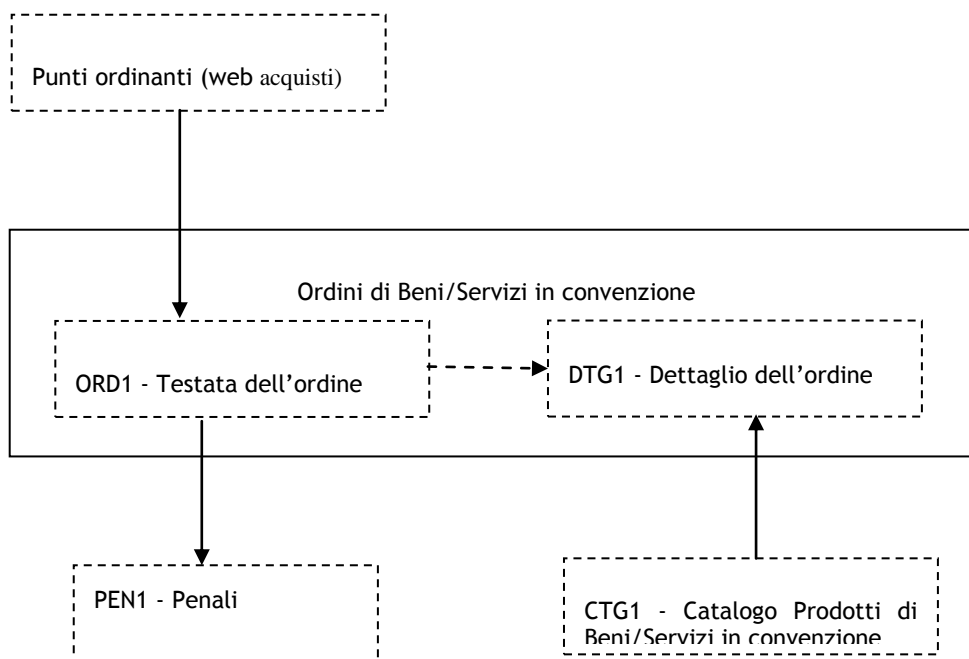 Punti ordinanti (web acquisti)
Ordini di Beni/Servizi in convenzione
ORD1 - Testata dell’ordine
DTG1 - Dettaglio dell’ordine
PEN1 - Penali
CTG1 - Catalogo Prodotti di
Beni/Servizi in convenzione